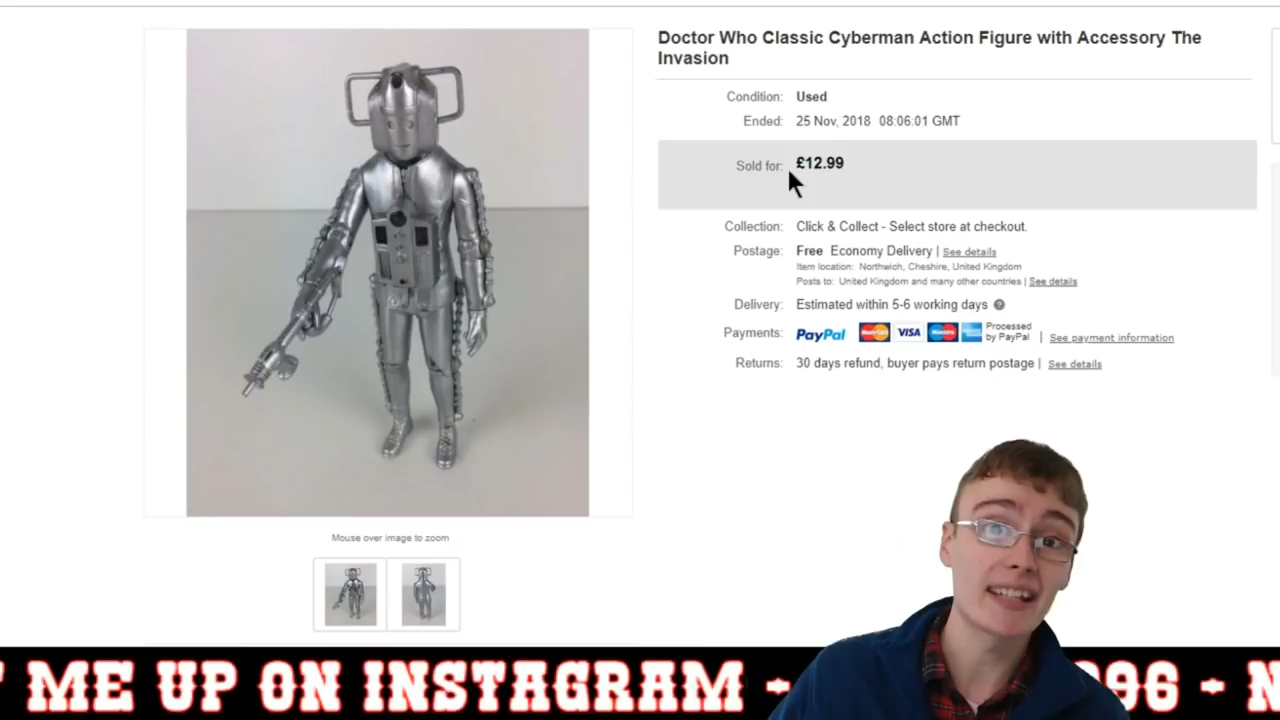 Doctor Who Classic Cyberman Action Figure with Accessory The
Invasion
Condition: Used
Ended: 25 Nov, 2018 08:06:01 GMT
Sold for: £12.99
Collection: Click & Collect - Select store at checkout.
Postage: Free Economy Delivery | See details
Item location: Northwich, Cheshire, United Kingdom
Posts to: United Kingdom and many other countries | See details
Delivery: Estimated within 5-6 working days
Payments: PayPal VISA Processed by PayPal | See payment information
Returns: 30 days refund, buyer pays return postage | See details
Mouse over image to zoom
ME UP ON INSTAGRAM - 96 - N